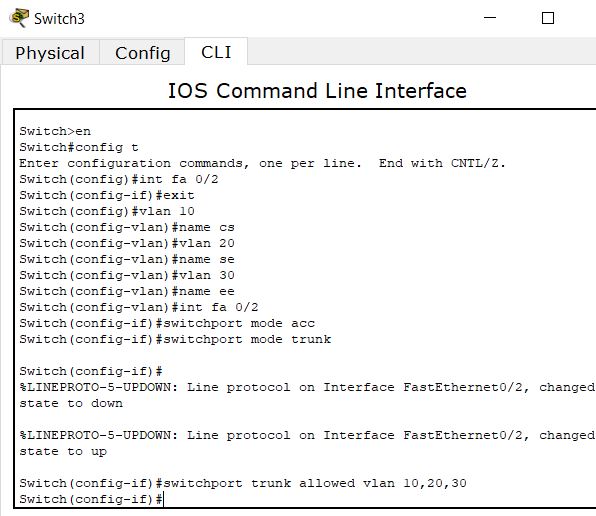 Switch3
Physical Config CLI
IOS Command Line Interface
Switch>en
Switch#config t
Enter configuration commands, one per line.  End with CNTL/Z.
Switch(config)#int fa 0/2
Switch(config-if)#exit
Switch(config)#vlan 10
Switch(config-vlan)#name cs
Switch(config-vlan)#vlan 20
Switch(config-vlan)#name se
Switch(config-vlan)#vlan 30
Switch(config-vlan)#name ee
Switch(config-vlan)#int fa 0/2
Switch(config-if)#switchport mode acc
Switch(config-if)#switchport mode trunk
Switch(config-if)#
%LINEPROTO-5-UPDOWN: Line protocol on Interface FastEthernet0/2, changed
state to down
%LINEPROTO-5-UPDOWN: Line protocol on Interface FastEthernet0/2, changed
state to up
Switch(config-if)#switchport trunk allowed vlan 10,20,30
Switch(config-if)#